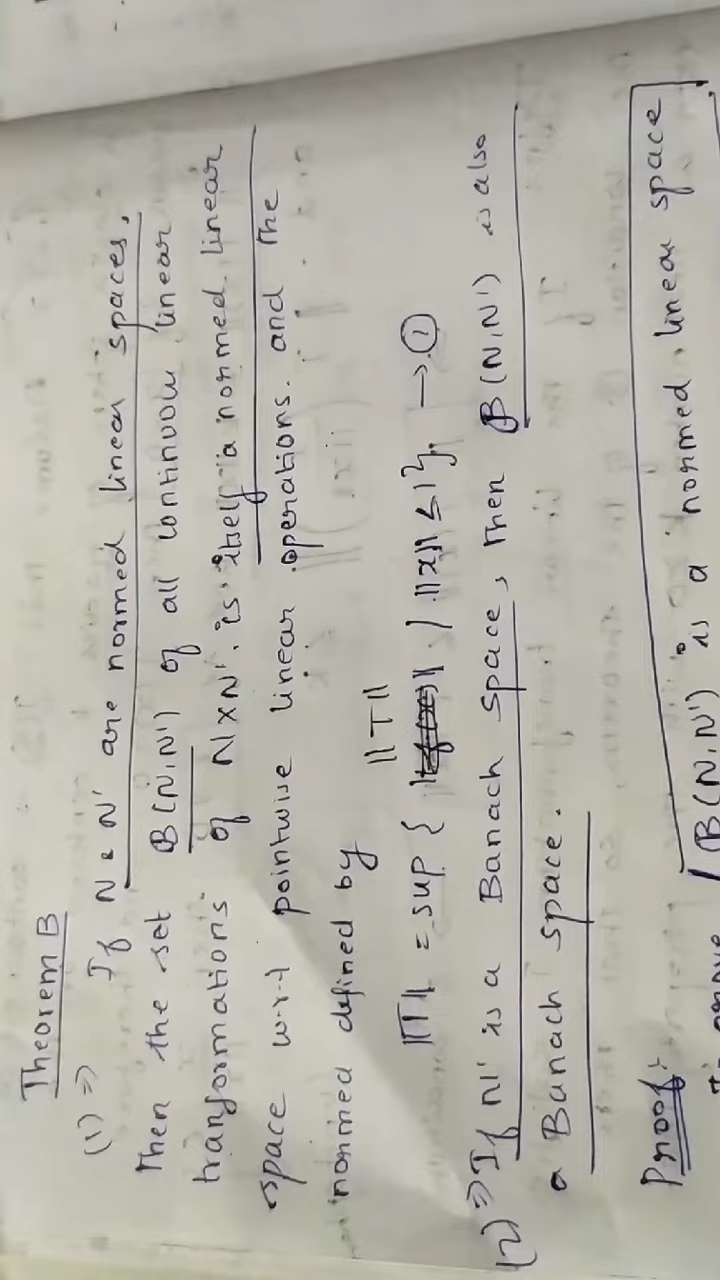 Theorem B
(1) ⇒ If N & N' are normed linear spaces,
Then the set B(N,N') of all continuous linear
tranformations of N×N'. is itself a normed linear
space w.r.t pointwise linear operations. and the
normed defined by ||T||
||T|| = sup { / ||x|| ≤ 1}. → ①
(2) ⇒ If N' is a Banach space, then B(N,N') is also
a Banach space.
Proof:-
B(N,N') is a normed linear space